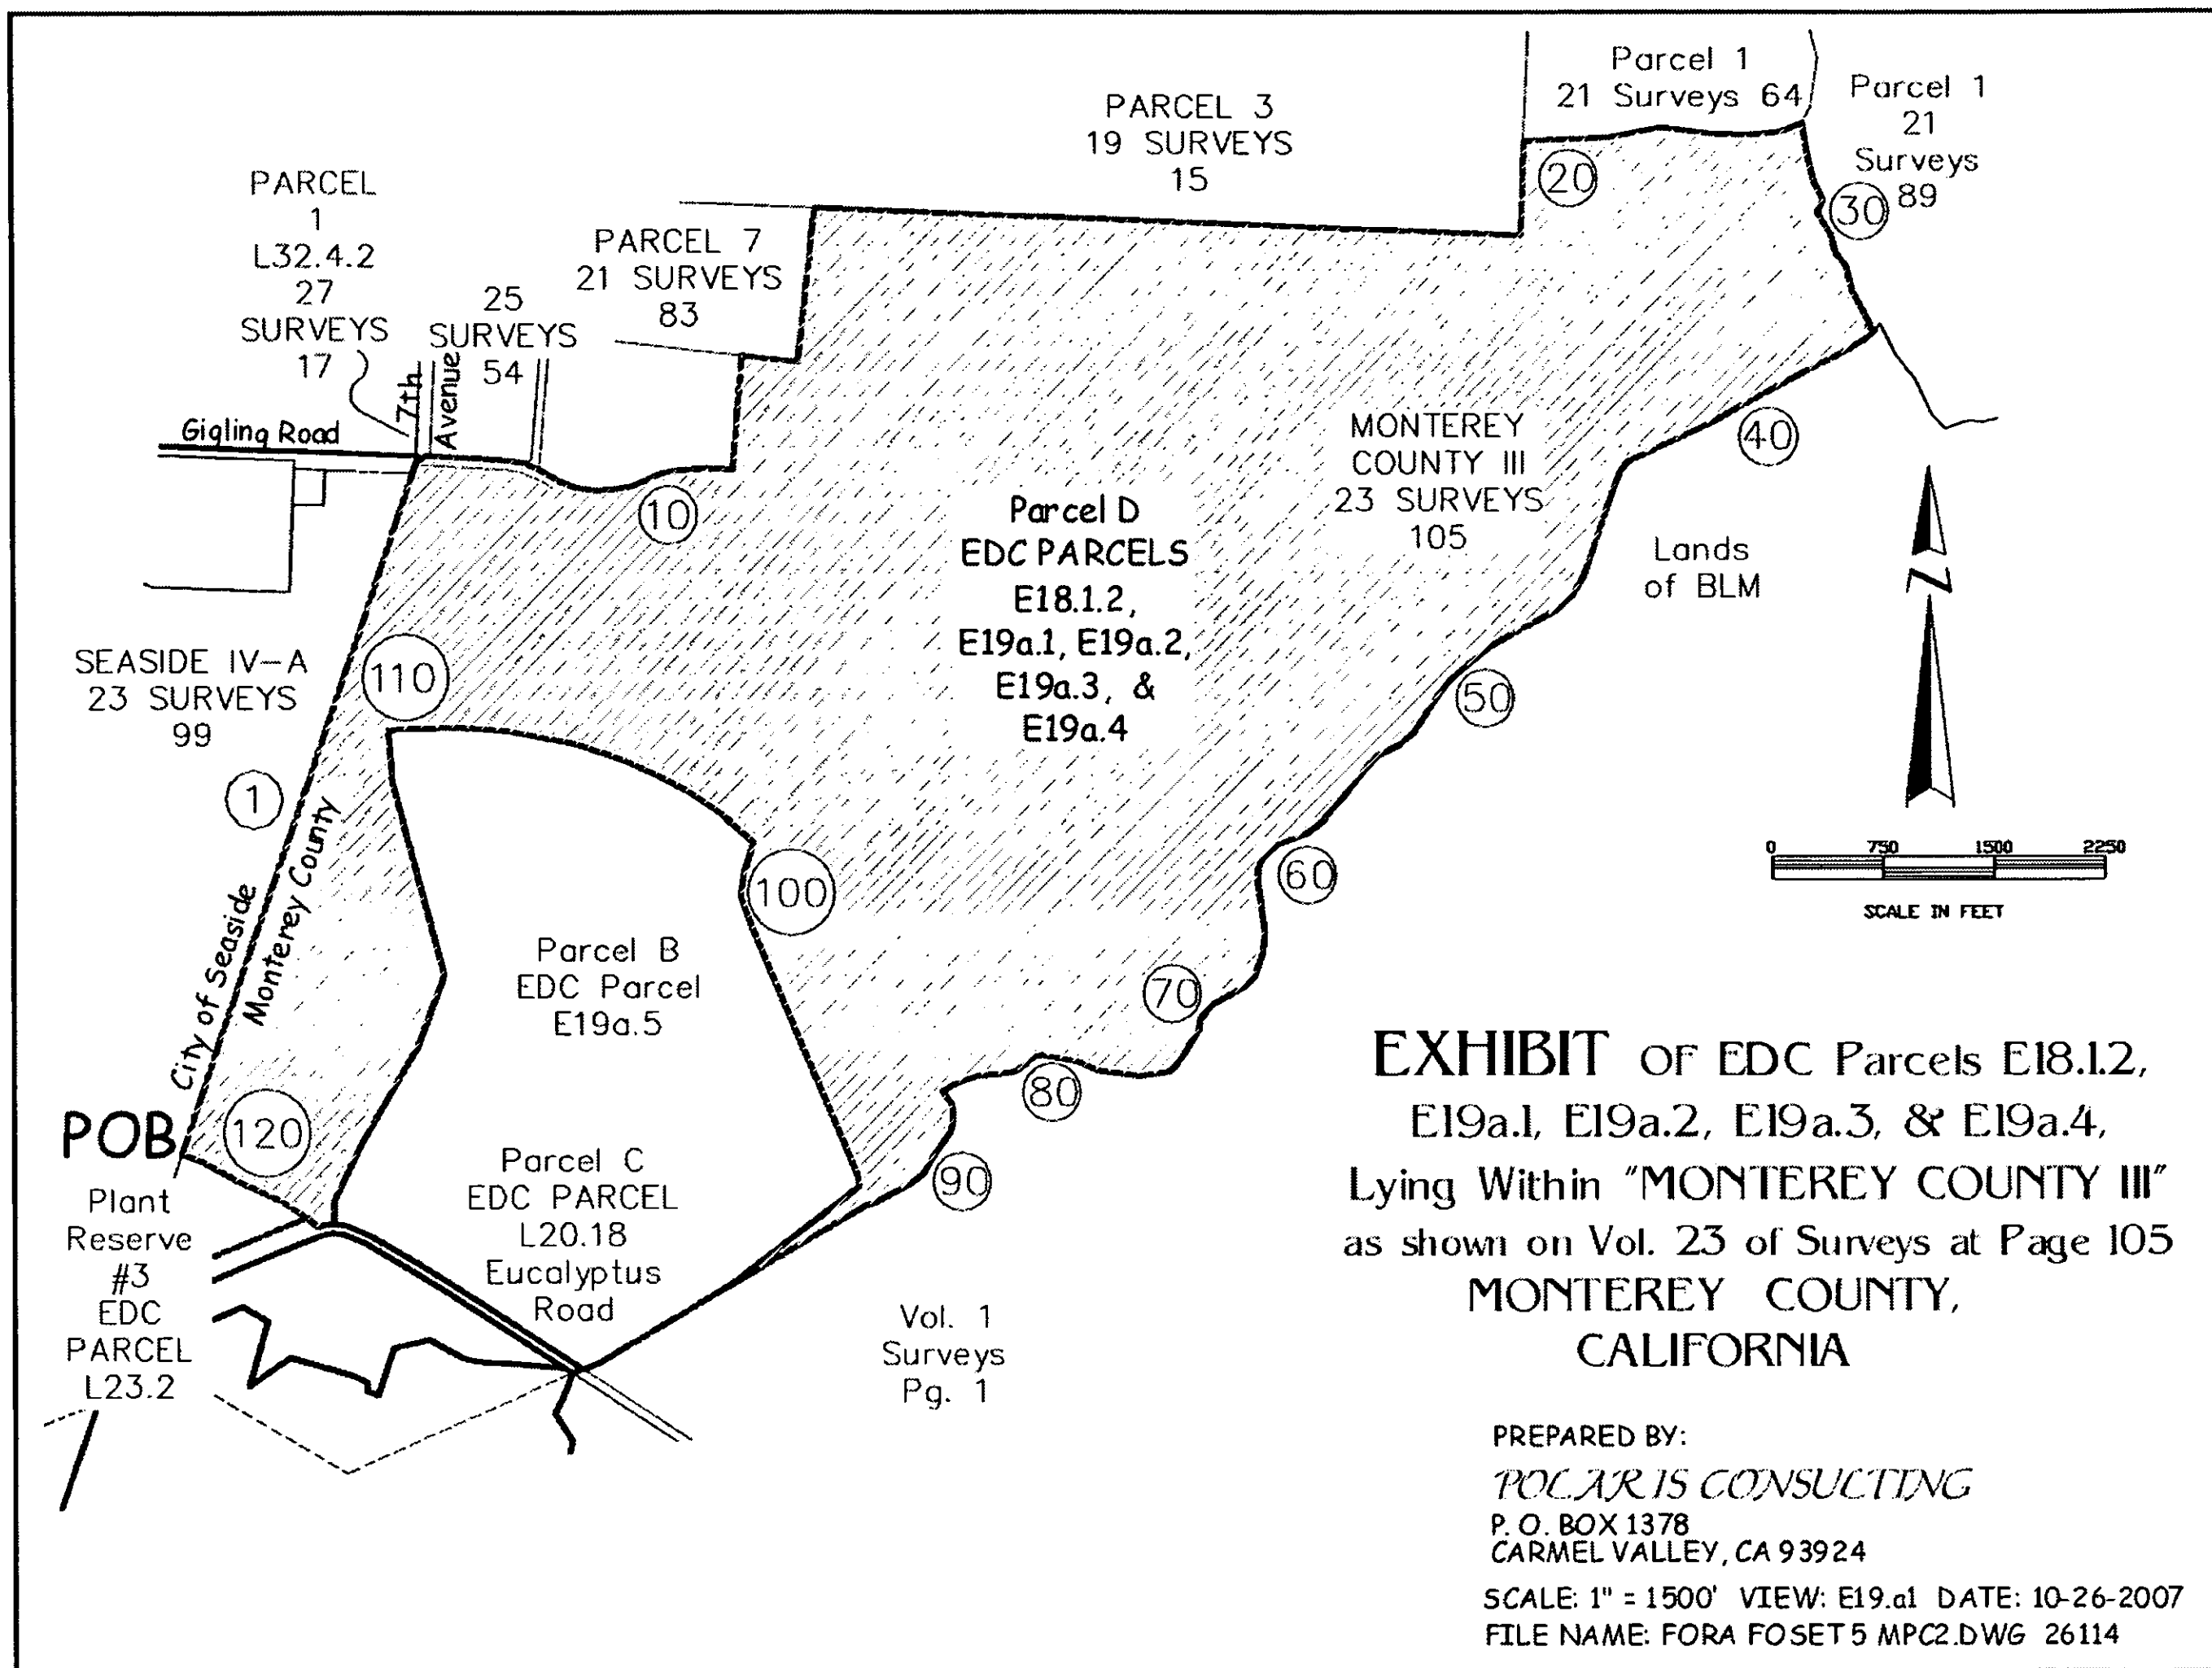 Parcel 1
21 Surveys 64
Parcel 1
21
Surveys
89
PARCEL 3
19 SURVEYS
15
PARCEL
1
L32.4.2
27
SURVEYS
17
25
SURVEYS
54
PARCEL 7
21 SURVEYS
83
20
30
7th
Avenue
Gigling Road
10
MONTEREY
COUNTY III
23 SURVEYS
105
40
Parcel D
EDC PARCELS
E18.1.2,
E19a.1, E19a.2,
E19a.3, &
E19a.4
Lands
of BLM
N
SEASIDE IV-A
23 SURVEYS
99
110
50
1
City of Seaside
Monterey County
100
60
0 750 1500 2250
SCALE IN FEET
Parcel B
EDC Parcel
E19a.5
70
80
90
POB
120
Plant
Reserve
#3
EDC
PARCEL
L23.2
Parcel C
EDC PARCEL
L20.18
Eucalyptus
Road
Vol. 1
Surveys
Pg. 1
EXHIBIT OF EDC Parcels E18.1.2,
E19a.1, E19a.2, E19a.3, & E19a.4,
Lying Within "MONTEREY COUNTY III"
as shown on Vol. 23 of Surveys at Page 105
MONTEREY COUNTY,
CALIFORNIA
PREPARED BY:
POLARIS CONSULTING
P. O. BOX 1378
CARMEL VALLEY, CA 93924
SCALE: 1" = 1500' VIEW: E19.a1 DATE: 10-26-2007
FILE NAME: FORA FOSET 5 MPC2.DWG 26114